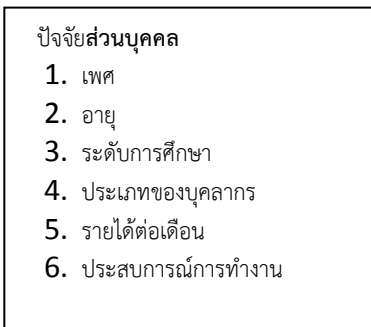 ปัจจัยส่วนบุคคล
1. เพศ
2. อายุ
3. ระดับการศึกษา
4. ประเภทของบุคลากร
5. รายได้ต่อเดือน
6. ประสบการณ์การทำงาน